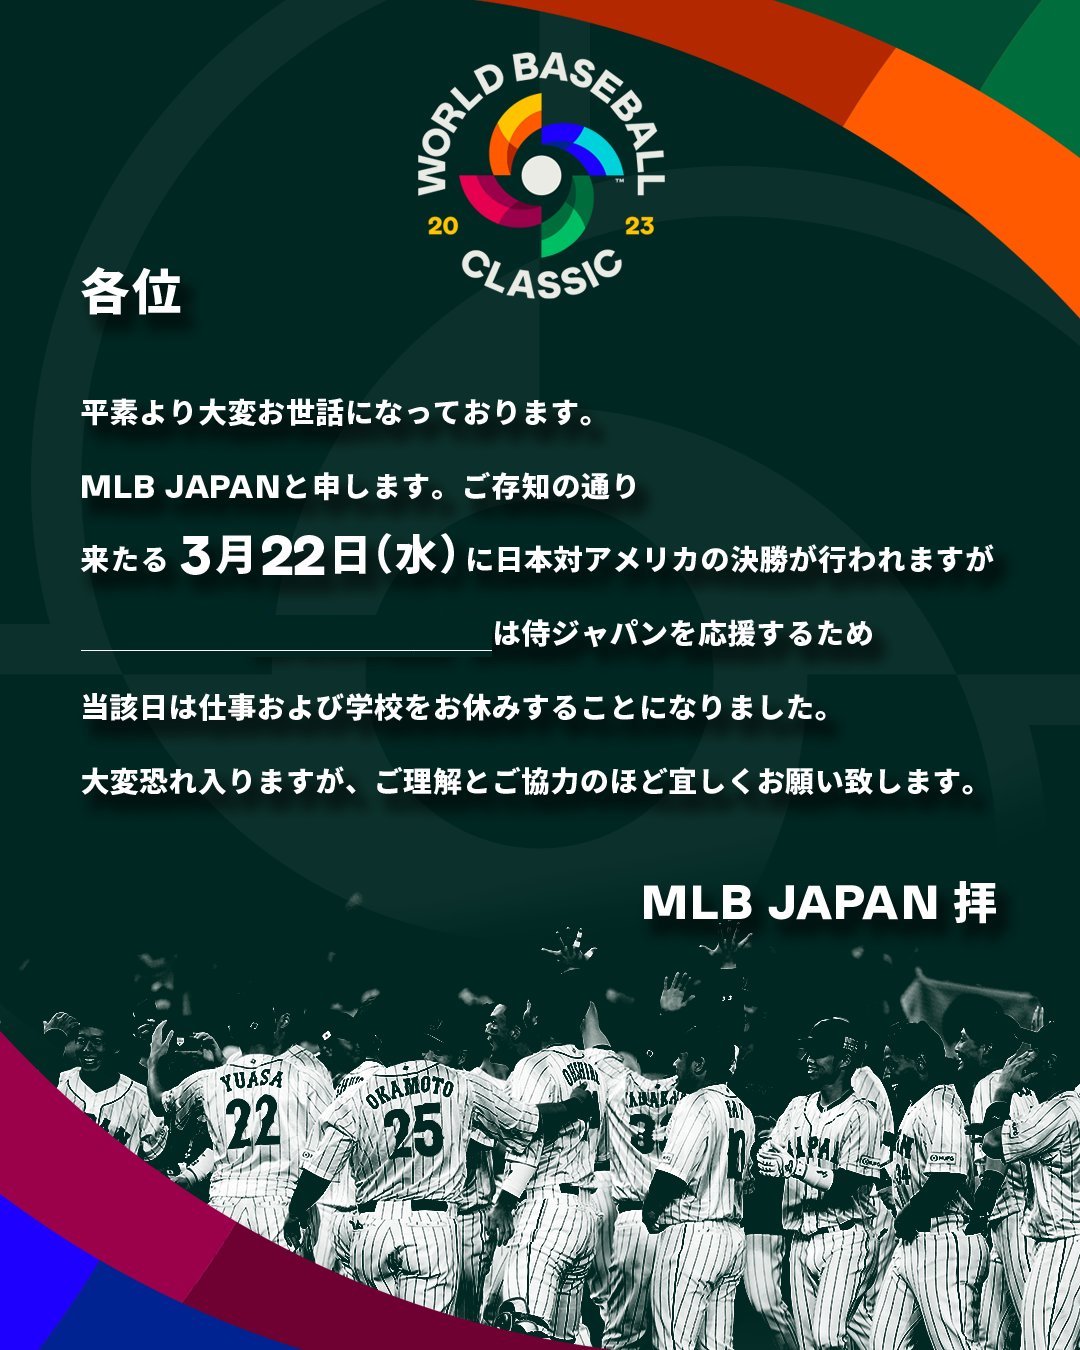 WORLD BASEBALL
20 23
CLASSIC
™
各位
平素より大変お世話になっております。
MLB JAPANと申します。ご存知の通り
来たる 3月22日(水)に日本対アメリカの決勝が行われますが
は侍ジャパンを応援するため
当該日は仕事および学校をお休みすることになりました。
大変恐れ入りますが、ご理解とご協力のほど宜しくお願い致します。
MLB JAPAN 拝
YUASA
22
OKAMOTO
25